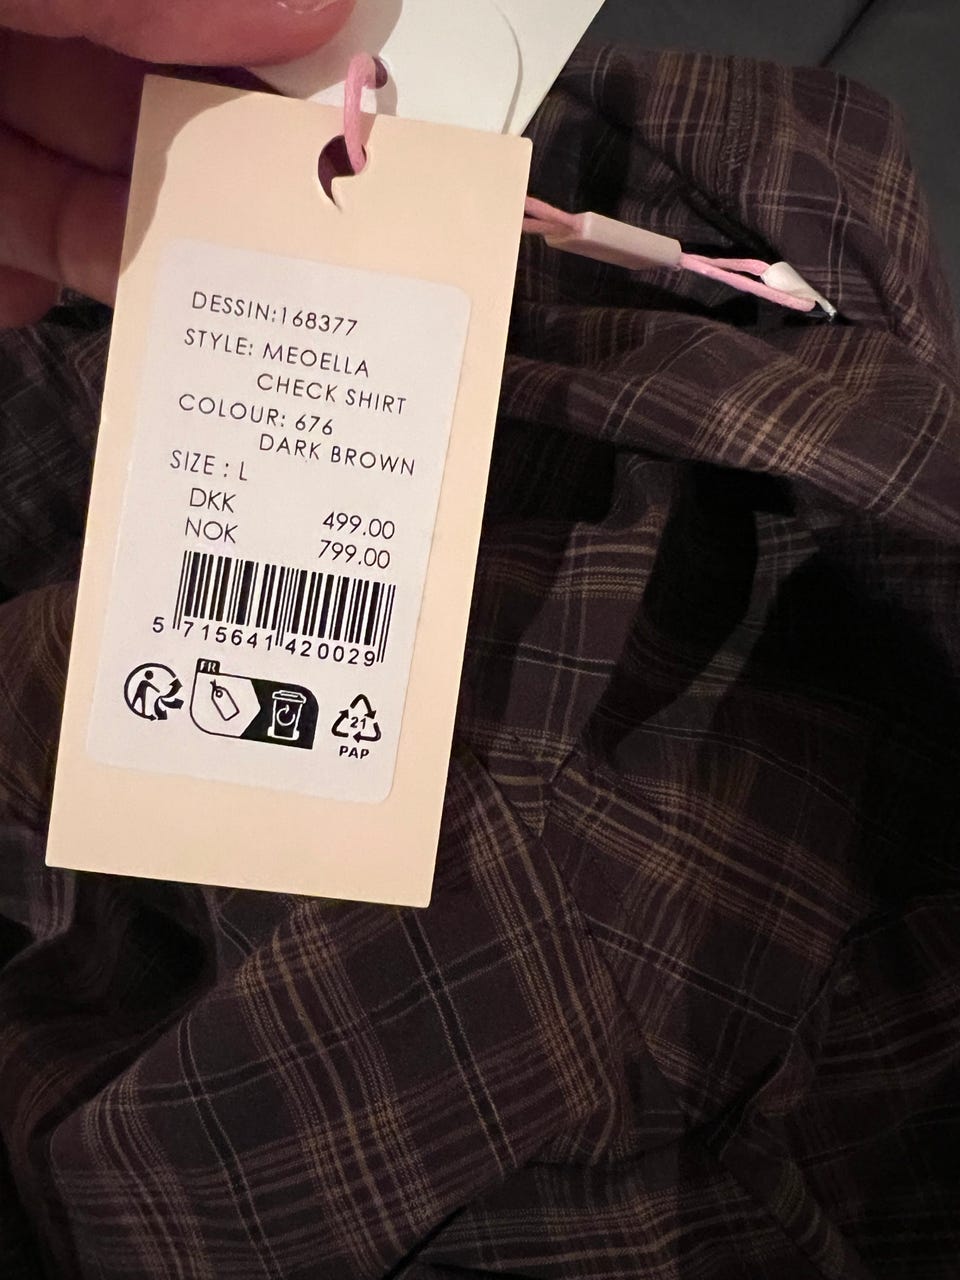 DESSIN:168377
STYLE: MEOELLA
CHECK SHIRT
COLOUR: 676
DARK BROWN
SIZE : L
DKK 499.00
NOK 799.00
5 715641 420029
FR
21
PAP